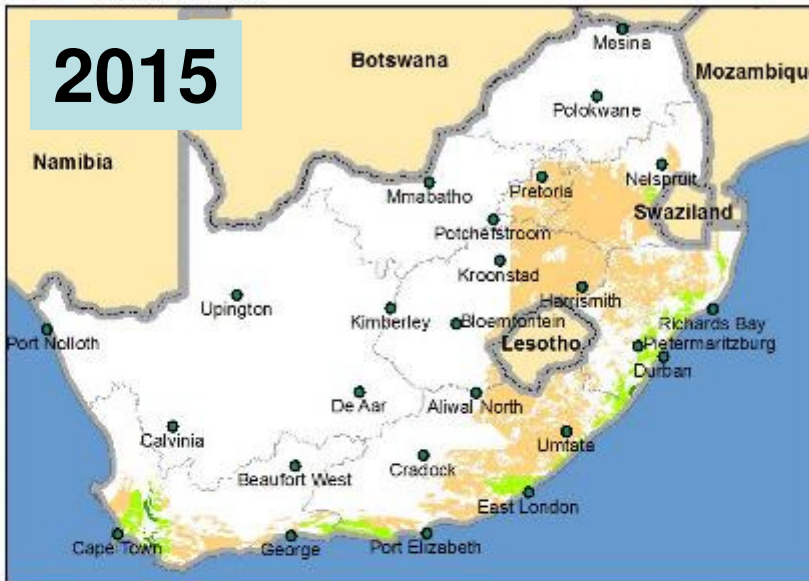 2015
Mesina
Botswana
Mozambiqu
Polokwane
Namibia
Nelspruit
Pretoria
Mmabatho
Swaziland
Potchefstroom
Kroonstad
Harrismith
Upington
Kimberley
Bloemfontein
Richards Bay
Port Nolloth
Lesotho
Pietermaritzburg
Durban
De Aar
Aliwal North
Calvinia
Umtata
Cradock
Beaufort West
East London
Cape Town
George
Port Elizabeth